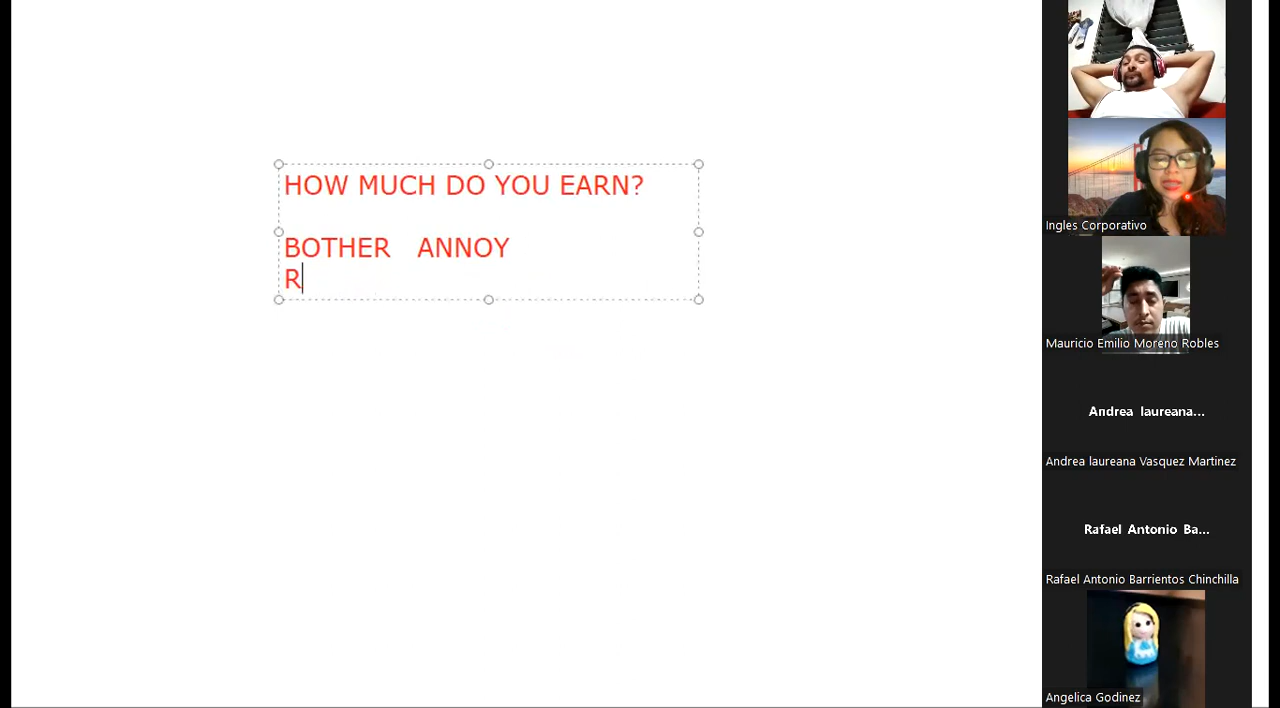 HOW MUCH DO YOU EARN?
BOTHER ANNOY
R
Ingles Corporativo
Mauricio Emilio Moreno Robles
Andrea laureana...
Andrea laureana Vasquez Martinez
Rafael Antonio Ba...
Rafael Antonio Barrientos Chinchilla
Angelica Godinez